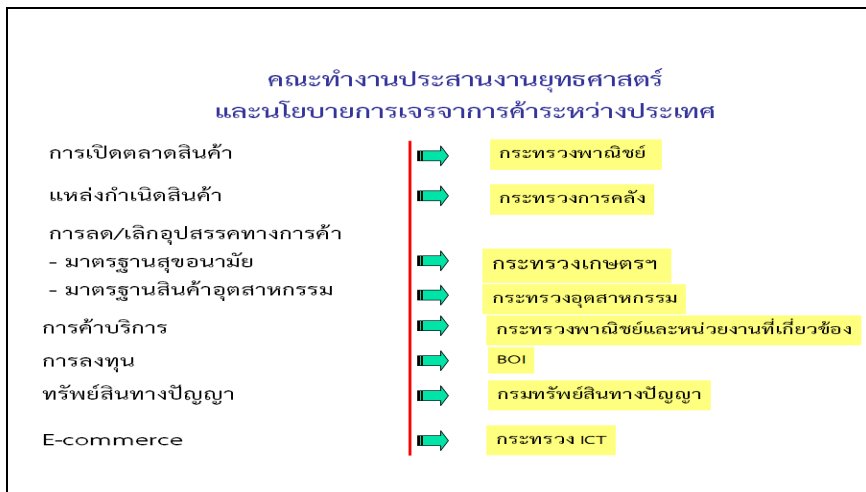 คณะทำงานประสานงานยุทธศาสตร์
และนโยบายการเจรจาการค้าระหว่างประเทศ
การเปิดตลาดสินค้า กระทรวงพาณิชย์
แหล่งกำเนิดสินค้า กระทรวงการคลัง
การลด/เลิกอุปสรรคทางการค้า
- มาตรฐานสุขอนามัย กระทรวงเกษตรฯ
- มาตรฐานสินค้าอุตสาหกรรม กระทรวงอุตสาหกรรม
การค้าบริการ กระทรวงพาณิชย์และหน่วยงานที่เกี่ยวข้อง
การลงทุน BOI
ทรัพย์สินทางปัญญา กรมทรัพย์สินทางปัญญา
E-commerce กระทรวง ICT